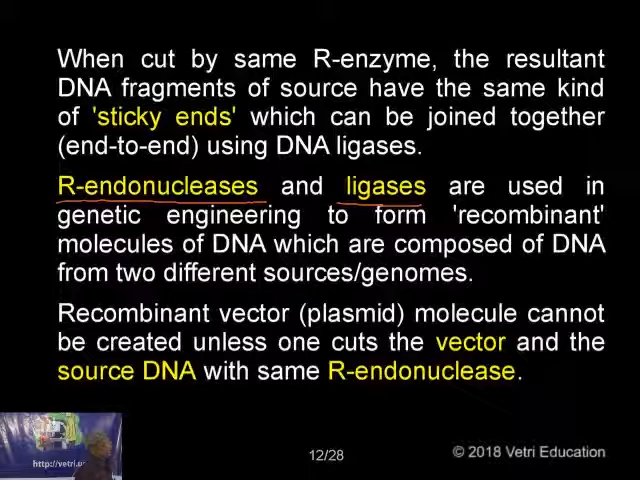 When cut by same R-enzyme, the resultant
DNA fragments of source have the same kind
of 'sticky ends' which can be joined together
(end-to-end) using DNA ligases.
R-endonucleases and ligases are used in
genetic engineering to form 'recombinant'
molecules of DNA which are composed of DNA
from two different sources/genomes.
Recombinant vector (plasmid) molecule cannot
be created unless one cuts the vector and the
source DNA with same R-endonuclease.
http://vetri.
12/28
© 2018 Vetri Education